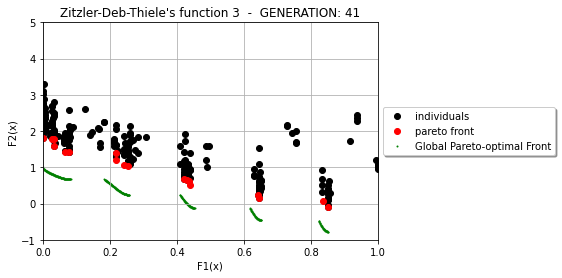 Zitzler-Deb-Thiele's function 3 - GENERATION: 41
5
4
3
2
1
0
−1
F2(x)
0.0 0.2 0.4 0.6 0.8 1.0
F1(x)
individuals
pareto front
Global Pareto-optimal Front